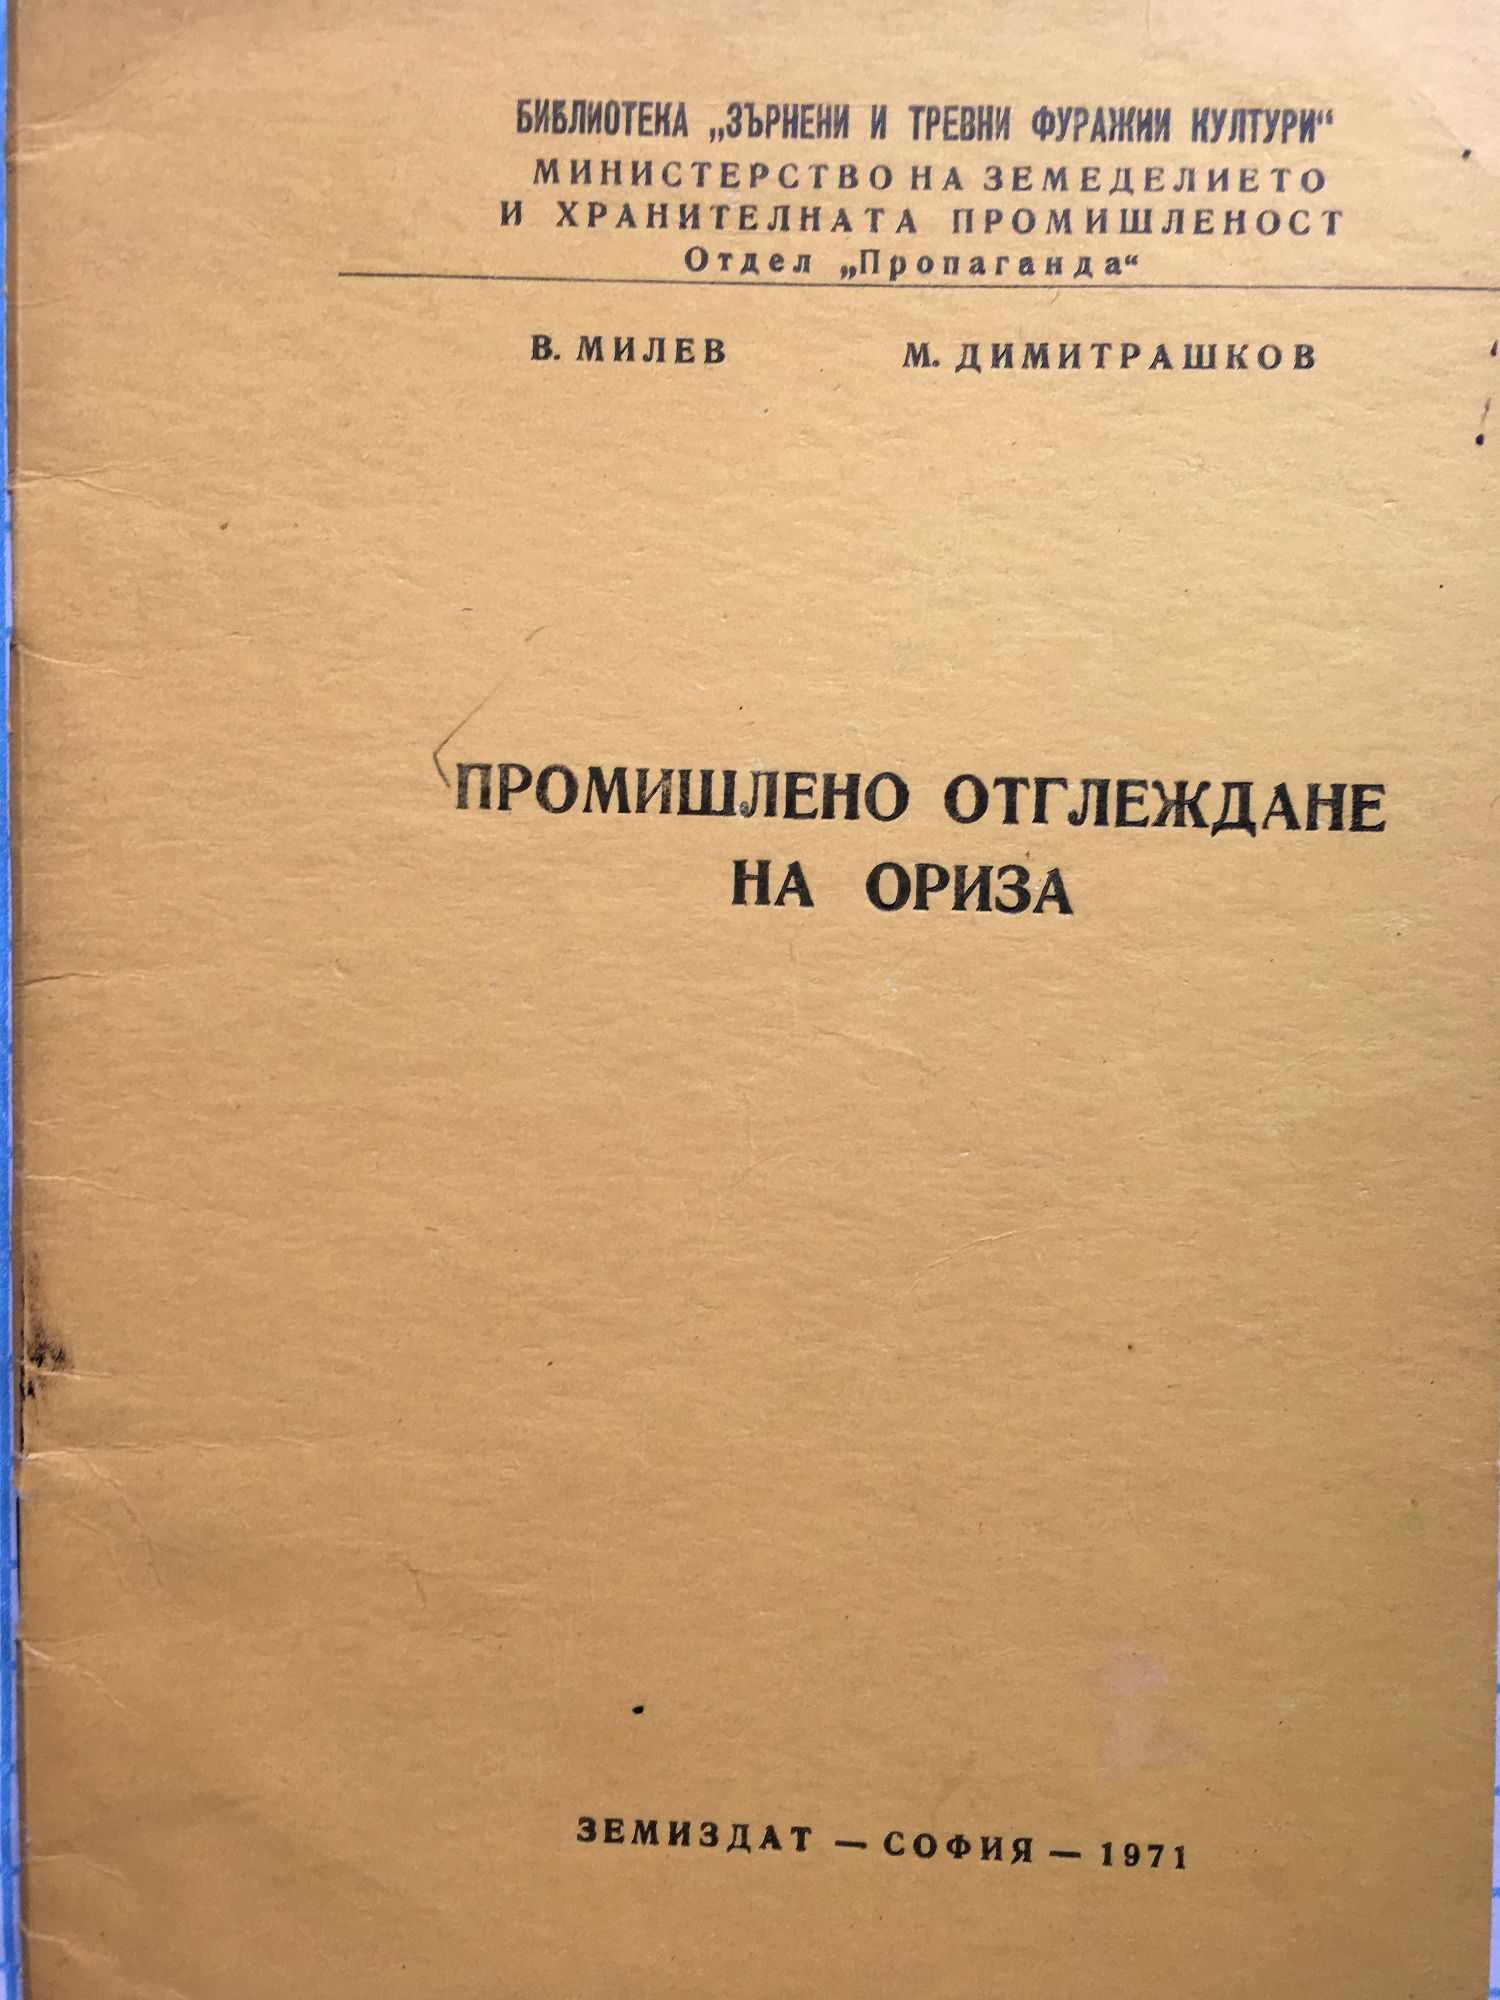 БИБЛИОТЕКА „ЗЪРНЕНИ И ТРЕВНИ ФУРАЖНИ КУЛТУРИ“
МИНИСТЕРСТВО НА ЗЕМЕДЕЛИЕТО
И ХРАНИТЕЛНАТА ПРОМИШЛЕНОСТ
Отдел „Пропаганда“
В. МИЛЕВ М. ДИМИТРАШКОВ
ПРОМИШЛЕНО ОТГЛЕЖДАНЕ
НА ОРИЗА
ЗЕМИЗДАТ — СОФИЯ — 1971